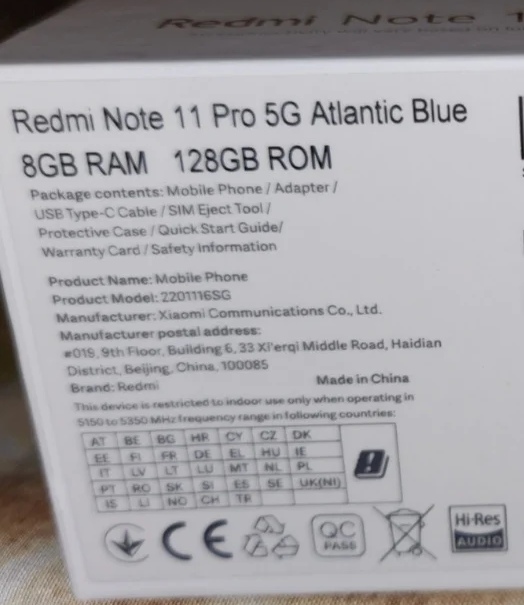 Redmi Note 1
Redmi Note 11 Pro 5G Atlantic Blue
8GB RAM 128GB ROM
Package contents: Mobile Phone / Adapter /
USB Type-C Cable / SIM Eject Tool /
Protective Case / Quick Start Guide/
Warranty Card / Safety Information
Product Name: Mobile Phone
Product Model: 2201116SG
Manufacturer: Xiaomi Communications Co., Ltd.
Manufacturer postal address:
#019, 9th Floor, Building 6, 33 Xi'erqi Middle Road, Haidian
District, Beijing, China, 100085
Brand: Redmi Made in China
This device is restricted to indoor use only when operating in
5150 to 5350 MHz frequency range in following countries:
AT BE BG HR CY CZ DK
EE FI FR DE EL HU IE
IT LV LT LU MT NL PL
PT RO SK SI ES SE UK(NI)
IS LI NO CH TR
CE
QC
PASS
Hi-Res
AUDIO